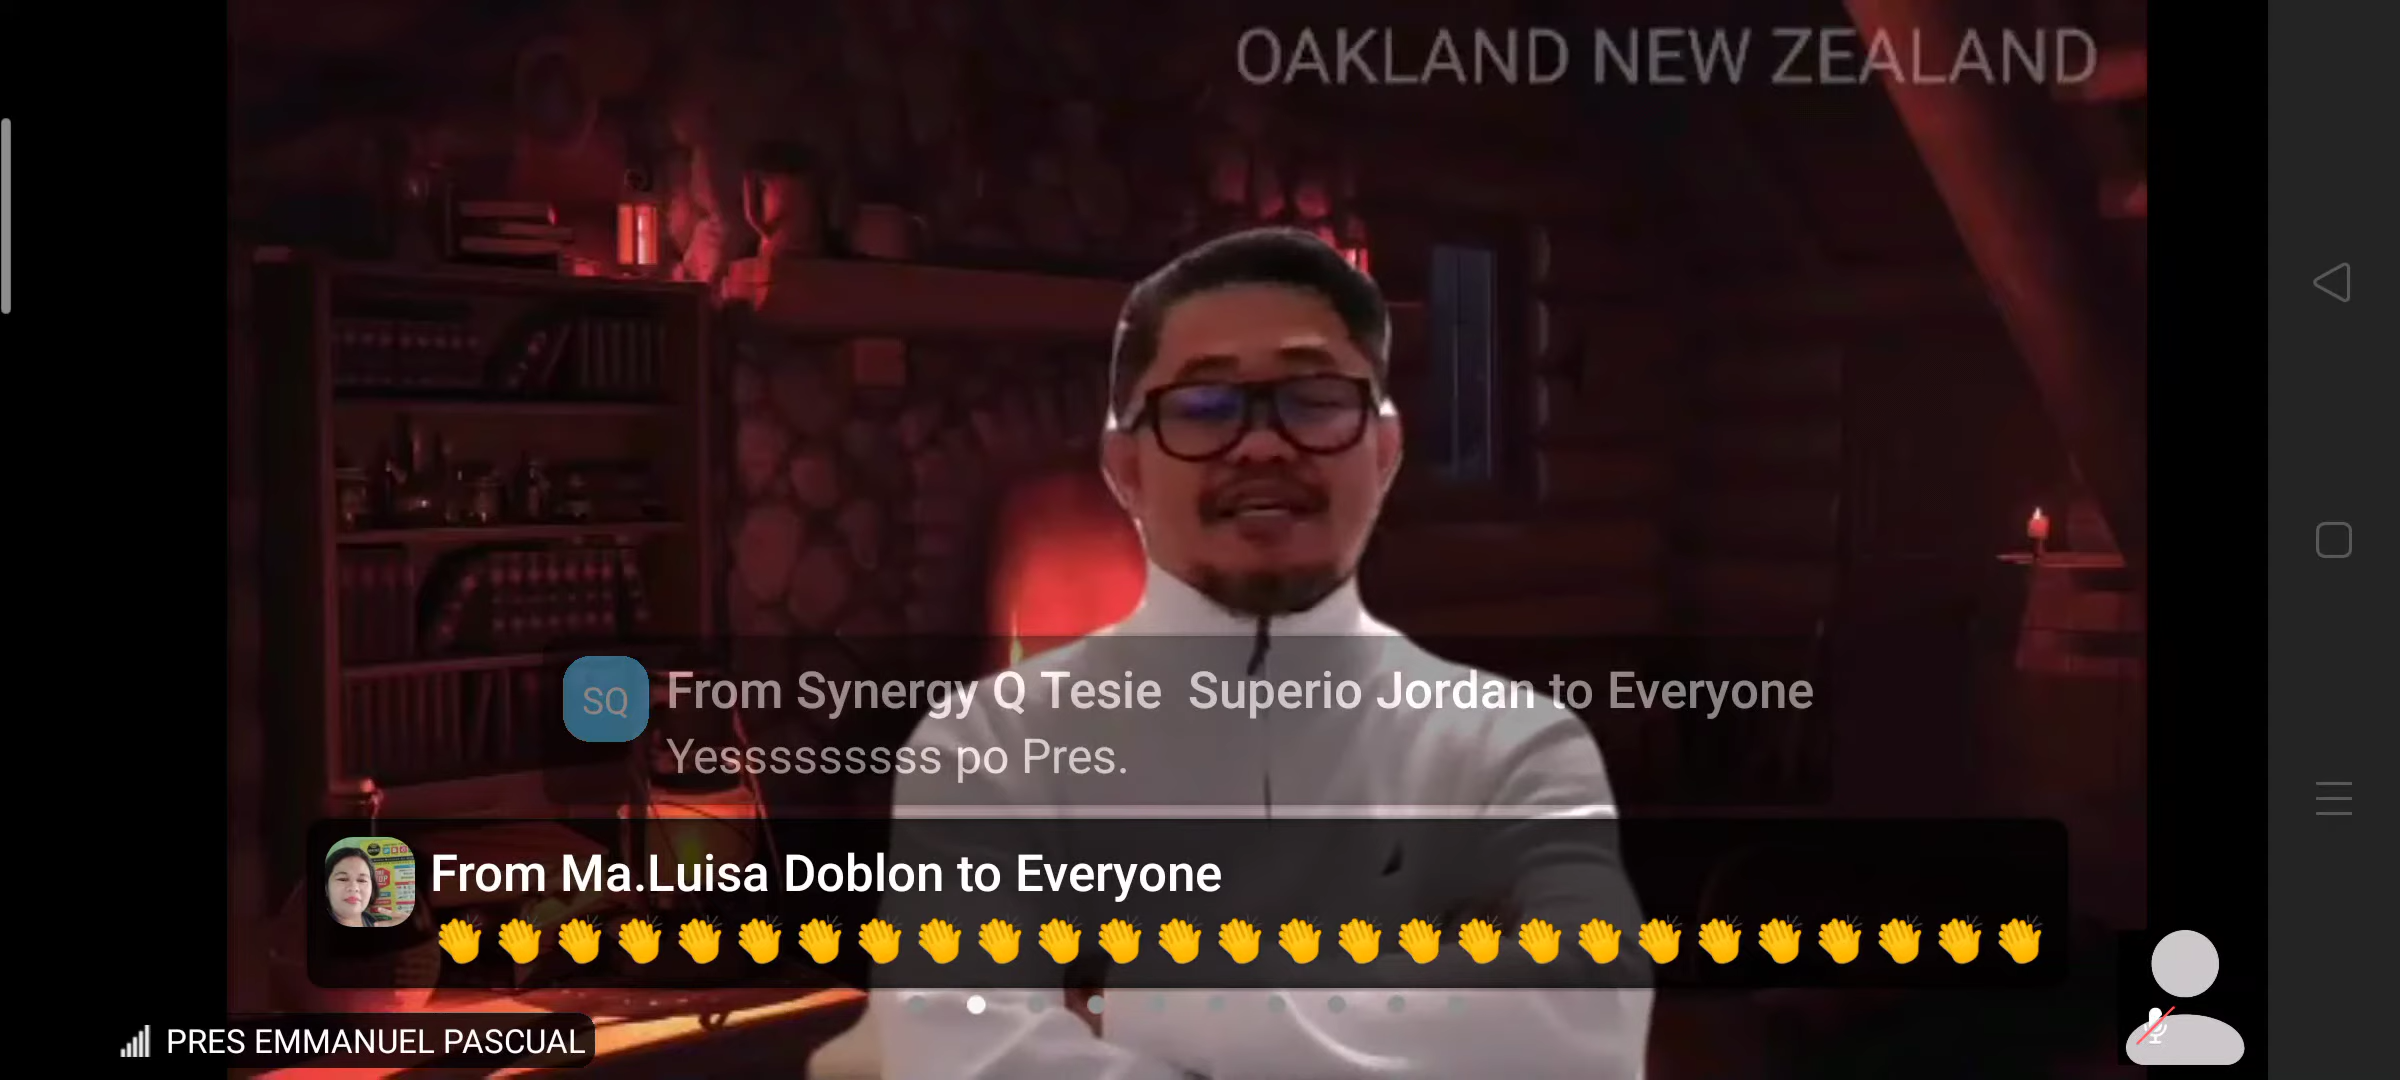 OAKLAND NEW ZEALAND
SQ
From Synergy Q Tesie  Superio Jordan to Everyone
Yesssssssss po Pres.
From Ma.Luisa Doblon to Everyone
👏👏👏👏👏👏👏👏👏👏👏👏👏👏👏👏👏👏👏👏👏👏👏👏👏👏👏
PRES EMMANUEL PASCUAL